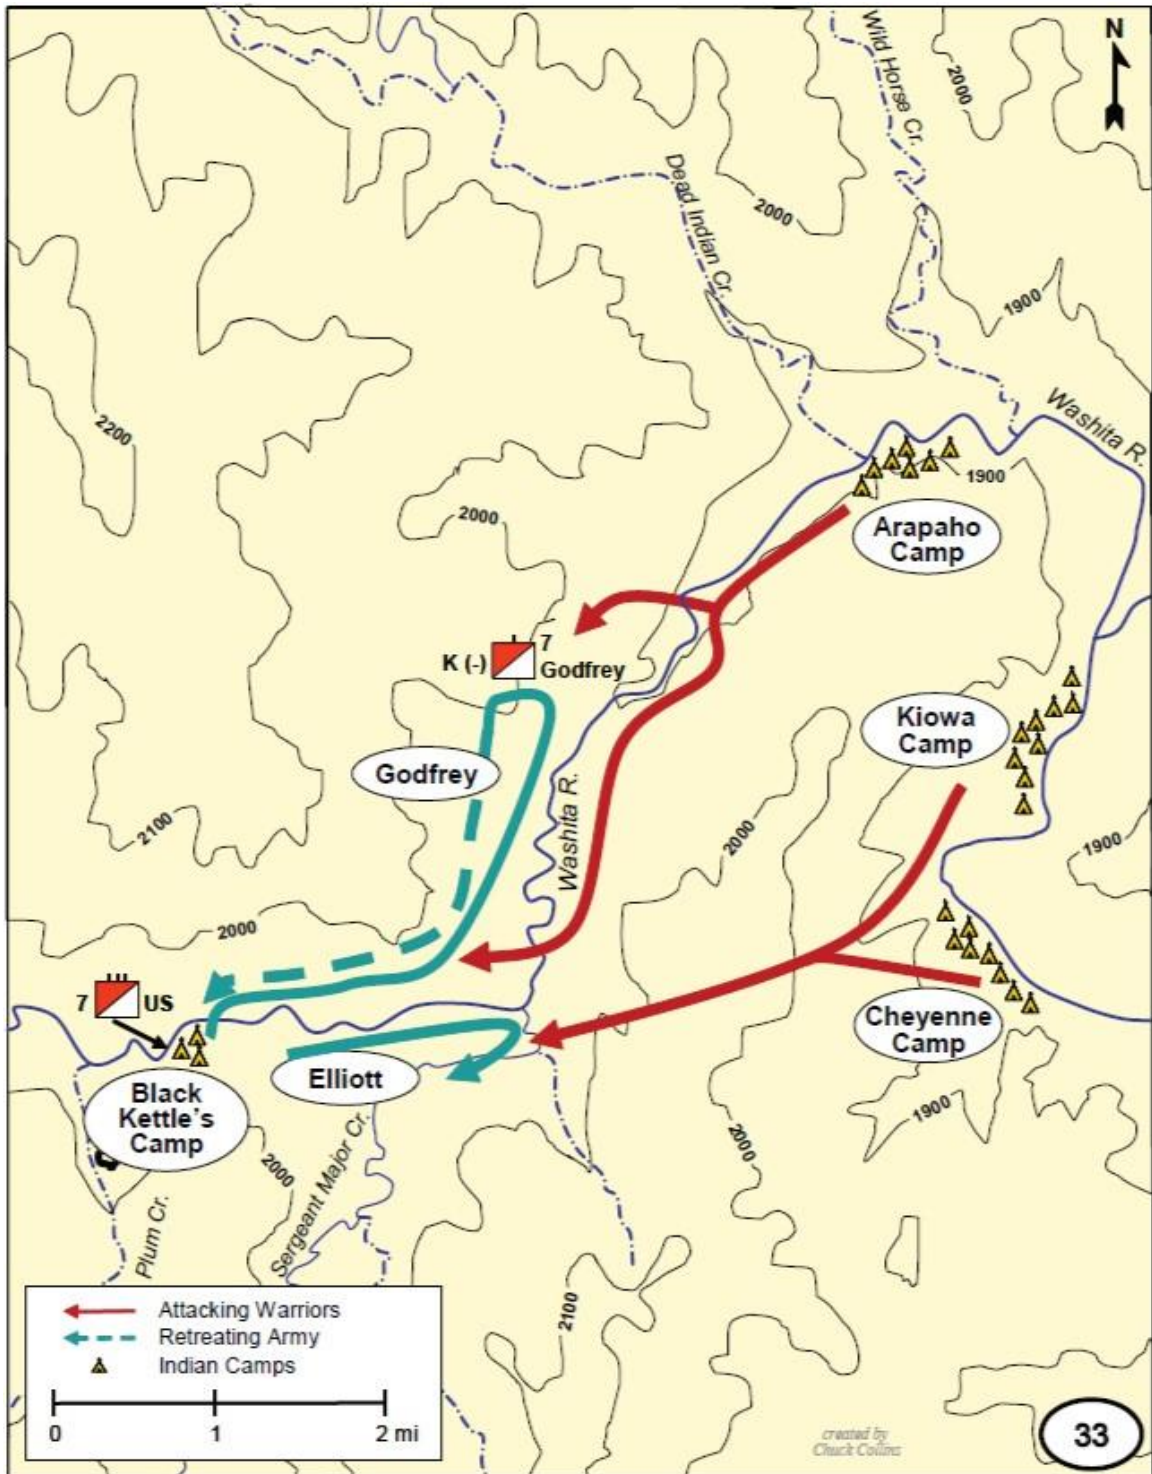 N
Wild Horse Cr.
2000
Dead Indian Cr.
2000
1900
2200
Washita R.
1900
2000
Arapaho
Camp
7
K (-)
Godfrey
Kiowa
Camp
Godfrey
Washita R.
2100
2000
1900
2000
7
US
Cheyenne
Camp
Elliott
Black
Kettle's
Camp
1900
2000
2000
Sergeant Major Cr.
Plum Cr.
2100
Attacking Warriors
Retreating Army
Indian Camps
0
1
2 mi
created by
Chuck Collins
33